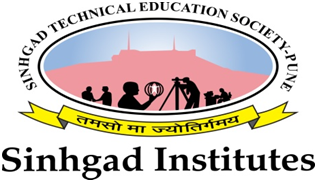 SINHGAD TECHNICAL EDUCATION SOCIETY-PUNE
तमसो मा ज्योतिर्गमय
Sinhgad Institutes